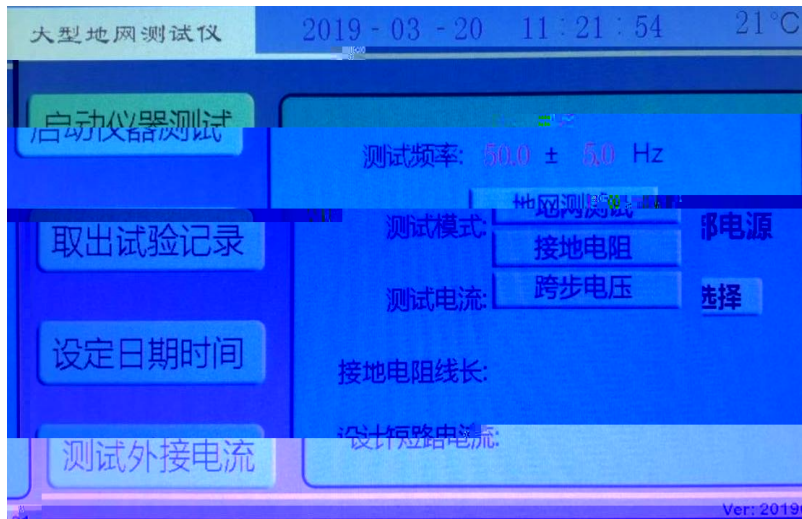 大型地网测试仪
2019-03-20 11:21:54 21°C
启动仪器测试
测试频率: 50.0 ± 5.0 Hz
地网测试
测试模式: 部电源
取出试验记录
接地电阻
测试电流: 跨步电压 选择
设定日期时间
接地电阻线长:
设计短路电流:
测试外接电流
Ver: 2019